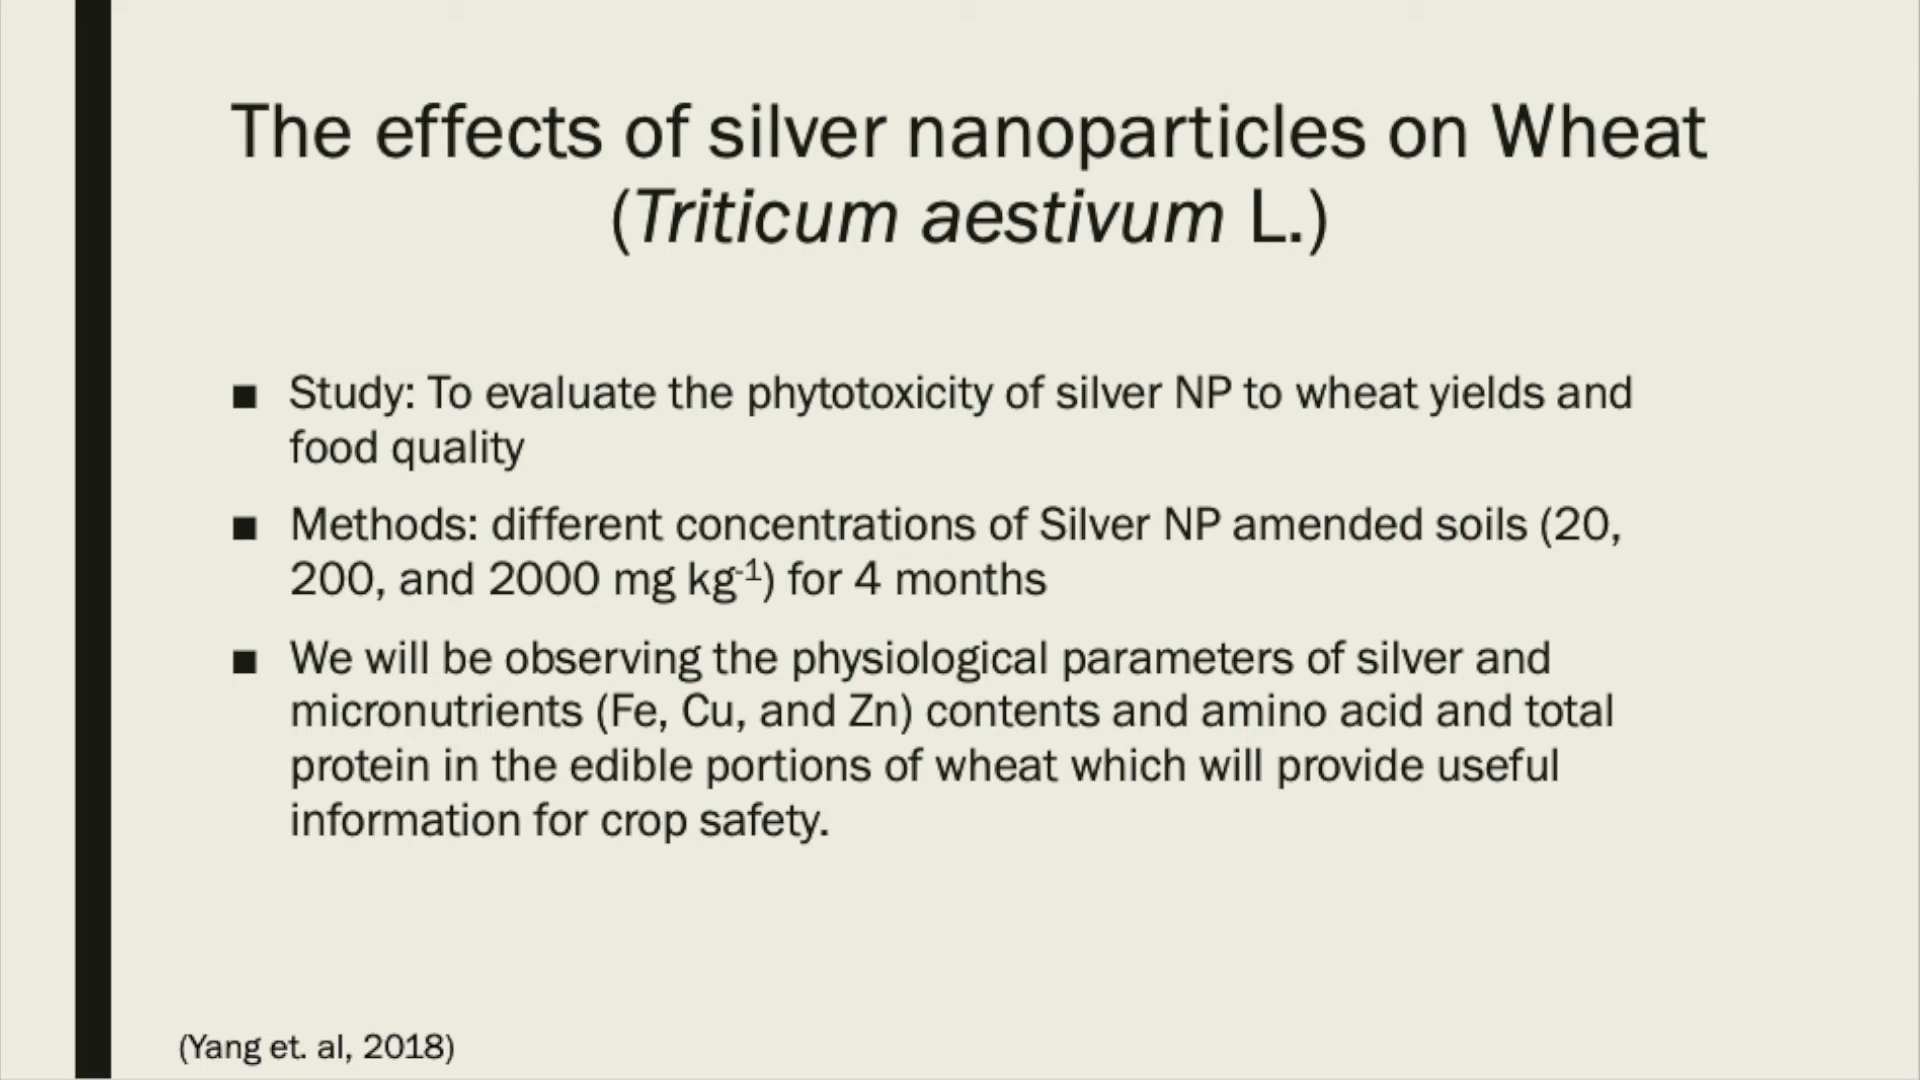 The effects of silver nanoparticles on Wheat
(Triticum aestivum L.)
■ Study: To evaluate the phytotoxicity of silver NP to wheat yields and
food quality
■ Methods: different concentrations of Silver NP amended soils (20,
200, and 2000 mg kg⁻¹) for 4 months
■ We will be observing the physiological parameters of silver and
micronutrients (Fe, Cu, and Zn) contents and amino acid and total
protein in the edible portions of wheat which will provide useful
information for crop safety.
(Yang et. al, 2018)